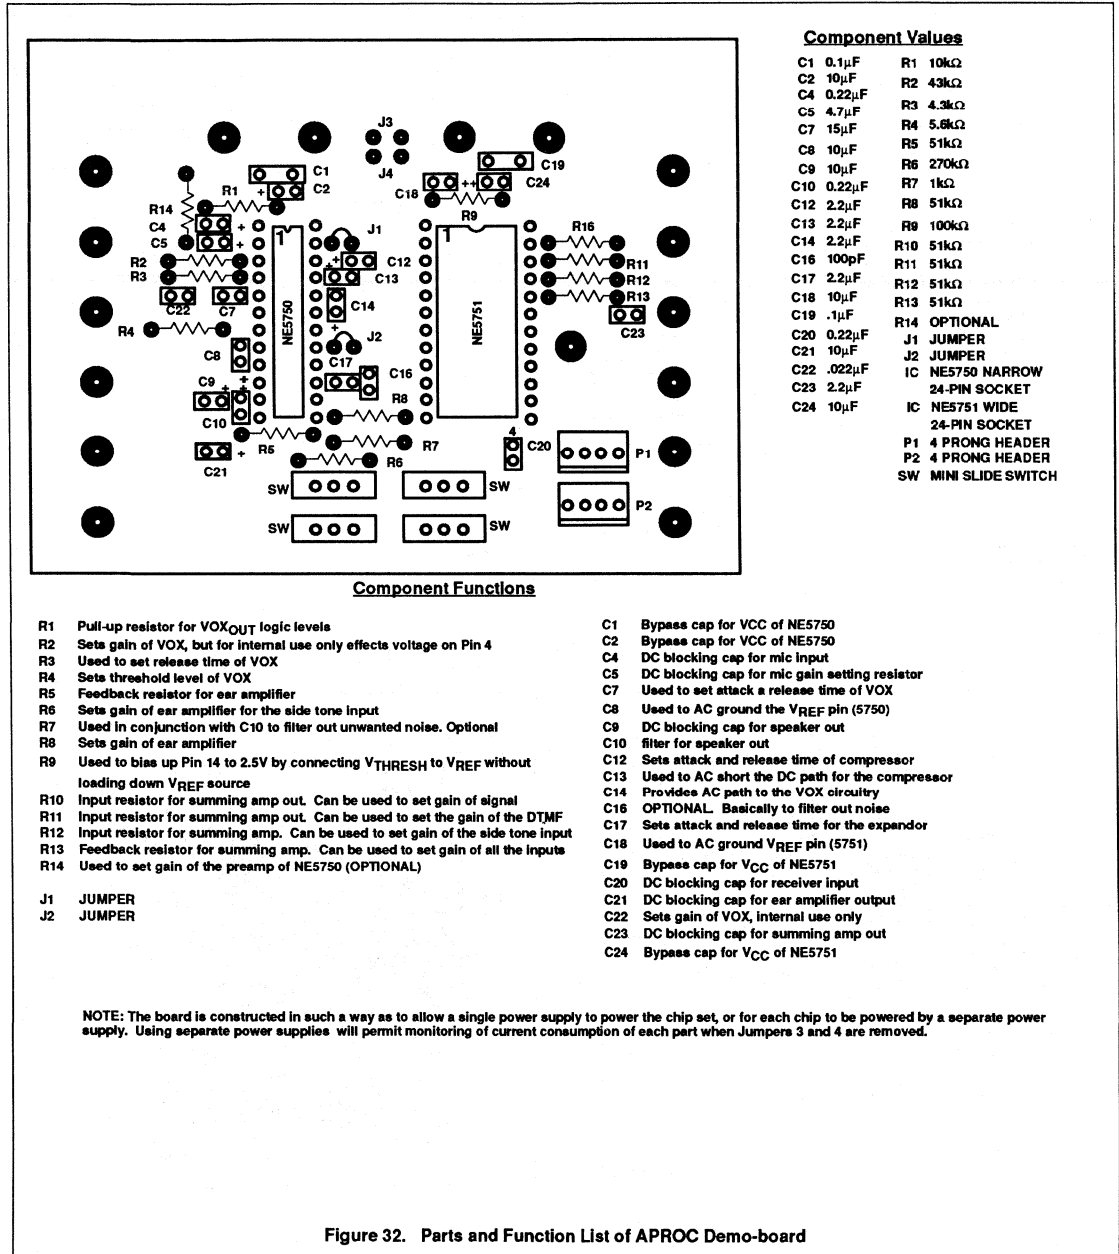 Component Values
C1 0.1µF R1 10kΩ
C2 10µF R2 43kΩ
C4 0.22µF
C5 4.7µF R3 4.3kΩ
C7 15µF R4 5.6kΩ
C8 10µF R5 51kΩ
C9 10µF R6 270kΩ
C10 0.22µF R7 1kΩ
C12 2.2µF R8 51kΩ
C13 2.2µF R9 100kΩ
C14 2.2µF R10 51kΩ
C16 100pF R11 51kΩ
C17 2.2µF R12 51kΩ
C18 10µF R13 51kΩ
C19 .1µF R14 OPTIONAL
C20 0.22µF J1 JUMPER
C21 10µF J2 JUMPER
C22 .022µF IC NE5750 NARROW
C23 2.2µF 24-PIN SOCKET
C24 10µF IC NE5751 WIDE
24-PIN SOCKET
P1 4 PRONG HEADER
P2 4 PRONG HEADER
SW MINI SLIDE SWITCH
J3
J4
C1
C2
+
R1
R14
C4
+
C5
+
R2
R3
C22
C7
R4
C8
C9
+
+
C10
C21
+
R5
R6
R7
R8
1
NE5750
J1
+
C12
+
C13
C14
+
J2
C17
C16
C18
++
C19
C24
R9
1
NE5751
R16
R11
R12
R13
C23
4
C20
P1
P2
SW
SW
SW
SW
Component Functions
R1 Pull-up resistor for VOXOUT logic levels
R2 Sets gain of VOX, but for internal use only effects voltage on Pin 4
R3 Used to set release time of VOX
R4 Sets threshold level of VOX
R5 Feedback resistor for ear amplifier
R6 Sets gain of ear amplifier for the side tone input
R7 Used in conjunction with C10 to filter out unwanted noise. Optional
R8 Sets gain of ear amplifier
R9 Used to bias up Pin 14 to 2.5V by connecting VTHRESH to VREF without
loading down VREF source
R10 Input resistor for summing amp out. Can be used to set gain of signal
R11 Input resistor for summing amp out. Can be used to set the gain of the DTMF
R12 Input resistor for summing amp. Can be used to set gain of the side tone input
R13 Feedback resistor for summing amp. Can be used to set gain of all the inputs
R14 Used to set gain of the preamp of NE5750 (OPTIONAL)
J1 JUMPER
J2 JUMPER
C1 Bypass cap for VCC of NE5750
C2 Bypass cap for VCC of NE5750
C4 DC blocking cap for mic input
C5 DC blocking cap for mic gain setting resistor
C7 Used to set attack a release time of VOX
C8 Used to AC ground the VREF pin (5750)
C9 DC blocking cap for speaker out
C10 filter for speaker out
C12 Sets attack and release time of compressor
C13 Used to AC short the DC path for the compressor
C14 Provides AC path to the VOX circuitry
C16 OPTIONAL. Basically to filter out noise
C17 Sets attack and release time for the expandor
C18 Used to AC ground VREF pin (5751)
C19 Bypass cap for VCC of NE5751
C20 DC blocking cap for receiver input
C21 DC blocking cap for ear amplifier output
C22 Sets gain of VOX, internal use only
C23 DC blocking cap for summing amp out
C24 Bypass cap for VCC of NE5751
NOTE: The board is constructed in such a way as to allow a single power supply to power the chip set, or for each chip to be powered by a separate power
supply. Using separate power supplies will permit monitoring of current consumption of each part when Jumpers 3 and 4 are removed.
Figure 32. Parts and Function List of APROC Demo-board